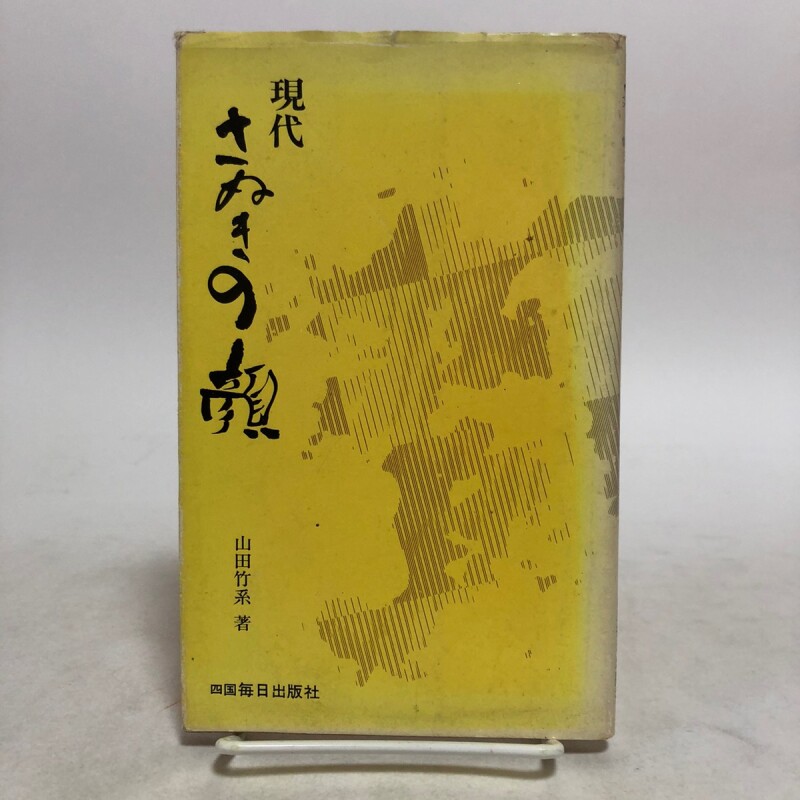 現代
さぬきの顔
山田竹系 著
四国毎日出版社